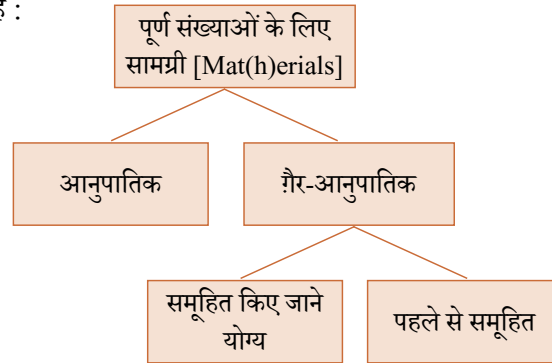 है :
पूर्ण संख्याओं के लिए
सामग्री [Mat(h)erials]
आनुपातिक
ग़ैर-आनुपातिक
समूहित किए जाने
योग्य
पहले से समूहित